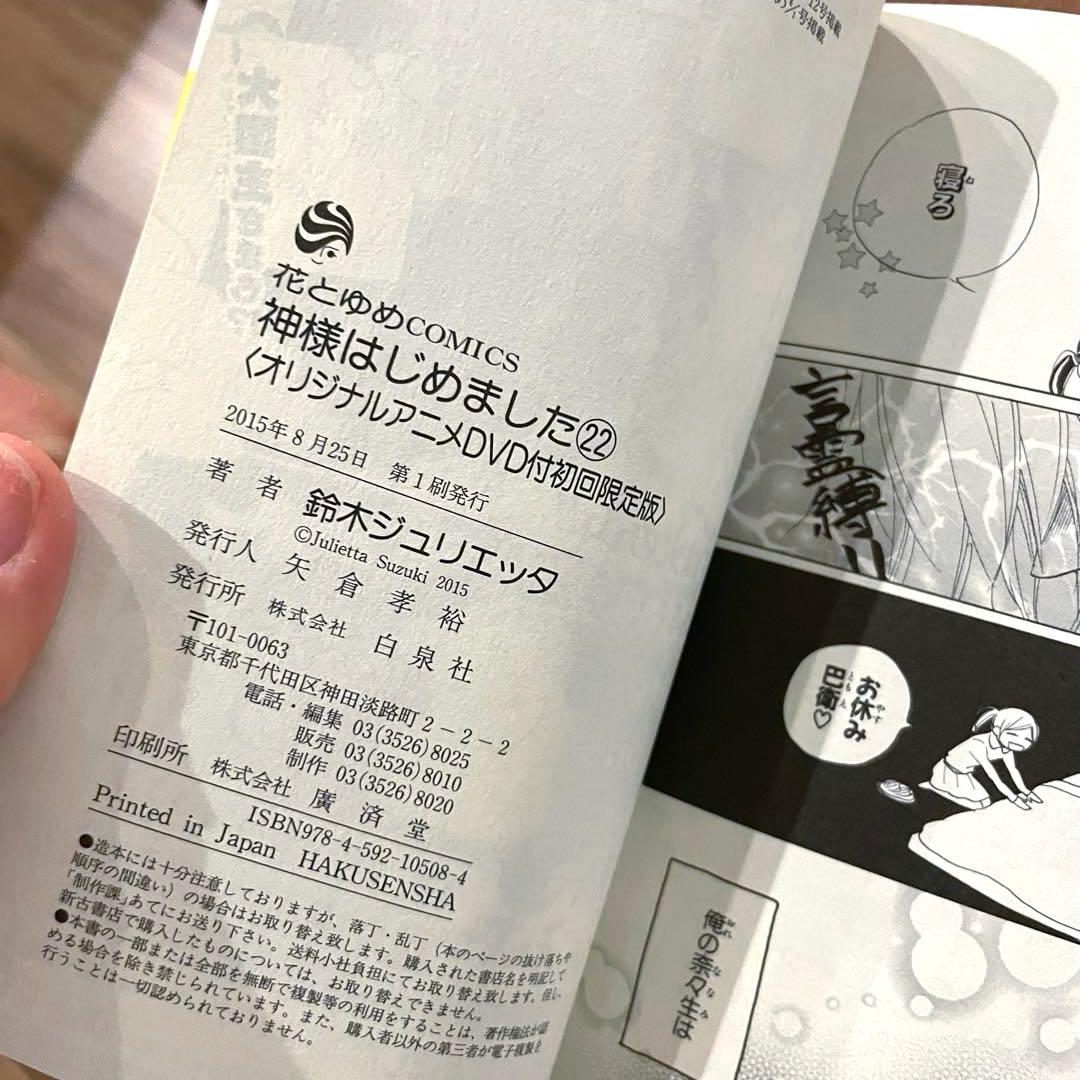 12号掲載
号掲載
花とゆめCOMICS
神様はじめました㉒
〈オリジナルアニメDVD付初回限定版〉
2015年8月25日　第1刷発行
著者　鈴木ジュリエッタ
©Julietta Suzuki 2015
発行人　矢倉孝裕
発行所　株式会社　白泉社
〒101-0063
東京都千代田区神田淡路町2-2-2
電話・編集 03(3526)8025
販売 03(3526)8010
制作 03(3526)8020
印刷所　株式会社　廣済堂
ISBN978-4-592-10508-4
Printed in Japan　HAKUSENSHA
●造本には十分注意しておりますが、落丁・乱丁（本のページの抜け落ちや
順序の間違い）の場合はお取り替え致します。購入された書店名を明記して
「制作課」あてにお送り下さい。送料小社負担にてお取り替え致します。但し、
新古書店で購入したものについては、お取り替えできません。
●本書の一部または全部を無断で複製等の利用をすることは、著作権法が認
める場合を除き禁じられています。また、購入者以外の第三者が電子複製を
行うことは一切認められておりません。
寝ろ
言霊縛り
お休み
巴衛♡
俺の奈々生は